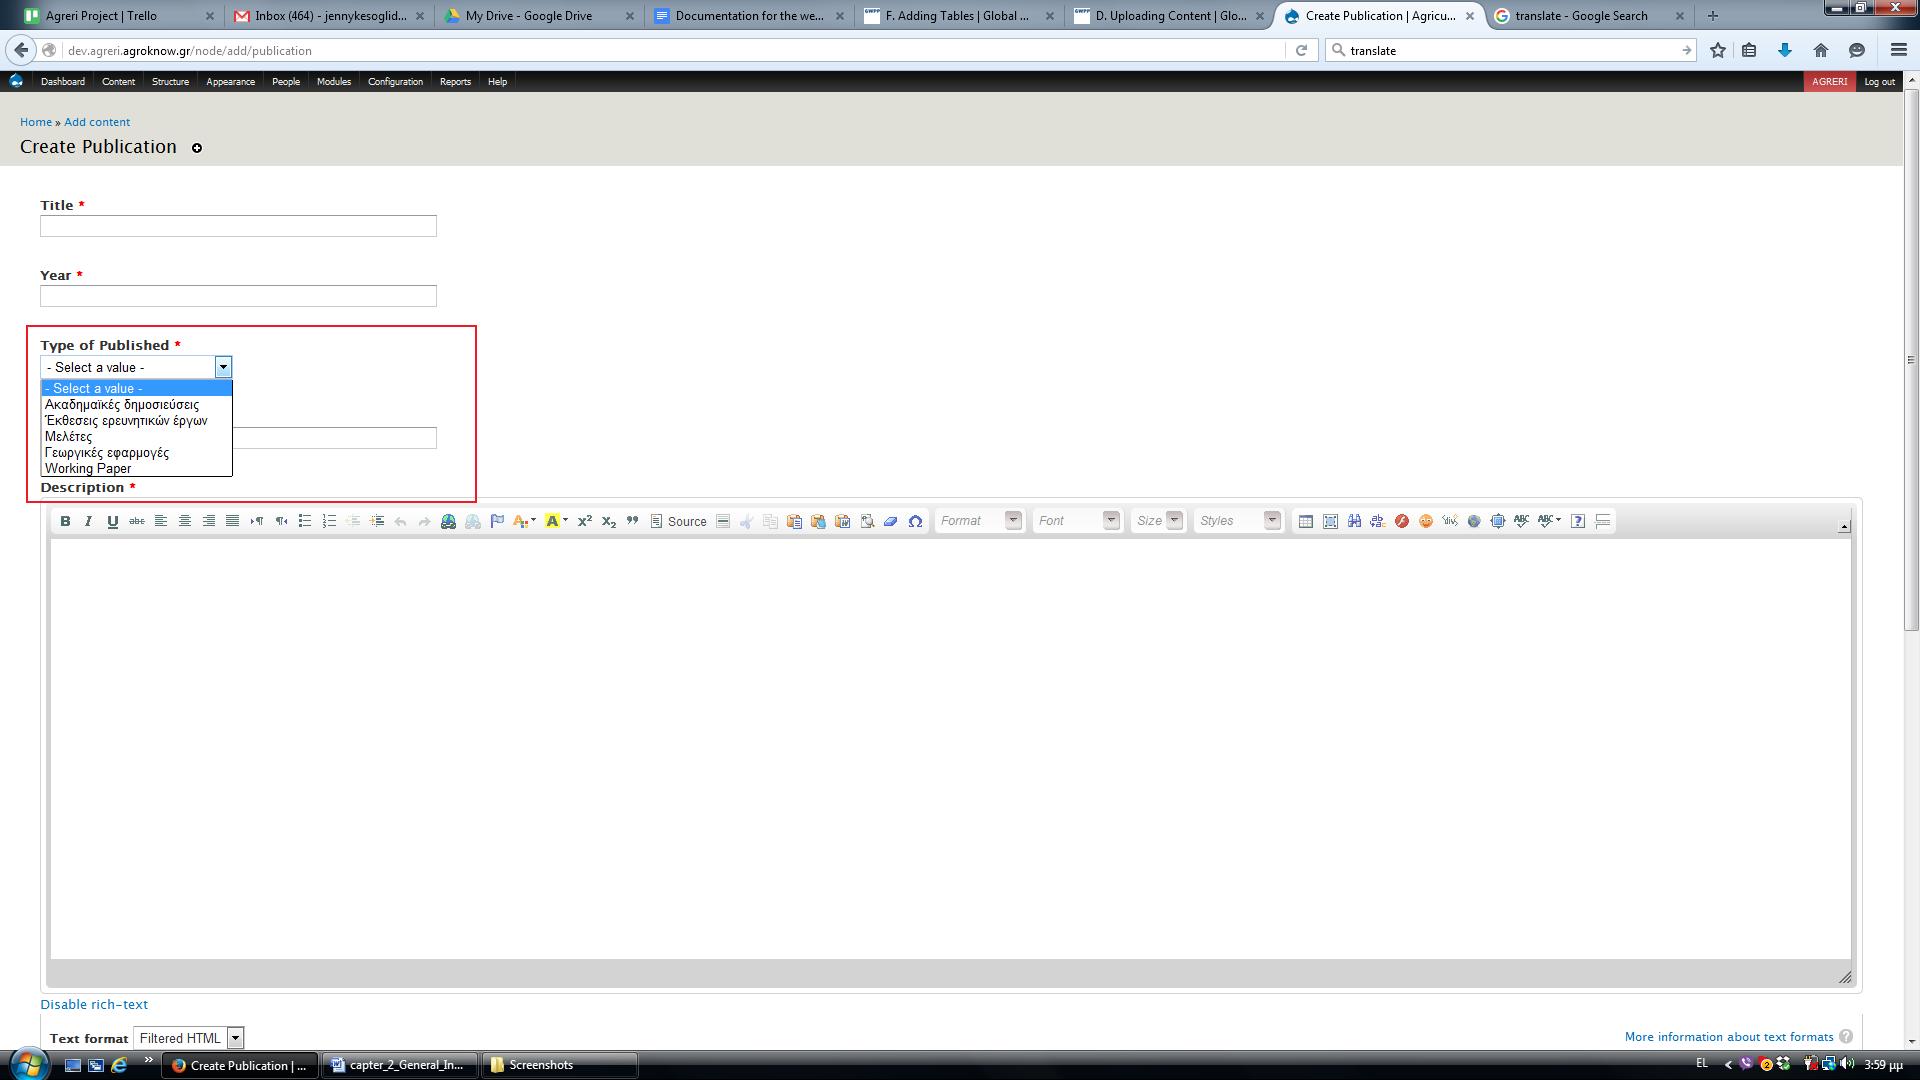 Agreri Project | Trello
Inbox (464) - jennykesoglid...
My Drive - Google Drive
Documentation for the we...
F. Adding Tables | Global ...
D. Uploading Content | Glo...
Create Publication | Agricu...
translate - Google Search
dev.agreri.agroknow.gr/node/add/publication
translate
Dashboard Content Structure Appearance People Modules Configuration Reports Help
AGRERI Log out
Home » Add content
Create Publication
Title *
Year *
Type of Published *
- Select a value -
- Select a value -
Ακαδημαϊκές δημοσιεύσεις
Έκθεσεις ερευνητικών έργων
Μελέτες
Γεωργικές εφαρμογές
Working Paper
Description *
B I U abc Source Format Font Size Styles
Disable rich-text
Text format Filtered HTML
More information about text formats
Create Publication | ...
capter_2_General_In...
Screenshots
EL
3:59 μμ